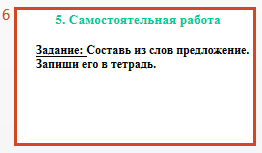 6
5. Самостоятельная работа
Задание: Составь из слов предложение.
Запиши его в тетрадь.